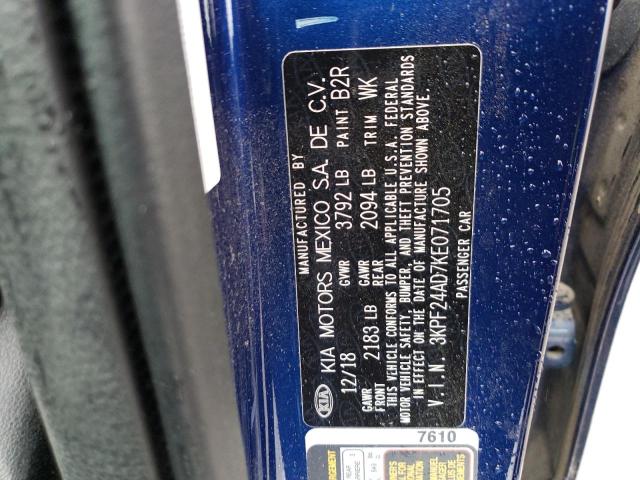 MANUFACTURED BY
KIA KIA MOTORS MEXICO S.A. DE C.V.
12/18 GVWR 3792 LB PAINT B2R
GAWR FRONT 2183 LB GAWR REAR 2094 LB TRIM WK
THIS VEHICLE CONFORMS TO ALL APPLICABLE U.S.A. FEDERAL
MOTOR VEHICLE SAFETY, BUMPER, AND THEFT PREVENTION STANDARDS
IN EFFECT ON THE DATE OF MANUFACTURE SHOWN ABOVE.
V.I.N. 3KPF24AD7KE071705
PASSENGER CAR
7610